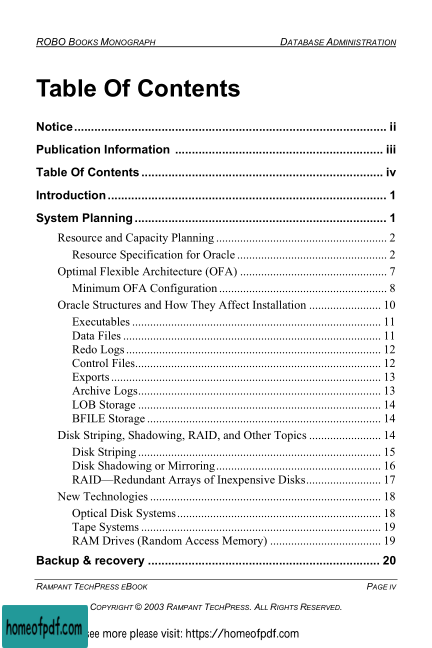 ROBO BOOKS MONOGRAPH DATABASE ADMINISTRATION
Table Of Contents
Notice ............................................................................................. ii
Publication Information .............................................................. iii
Table Of Contents ........................................................................ iv
Introduction ................................................................................... 1
System Planning ........................................................................... 1
Resource and Capacity Planning ......................................................... 2
Resource Specification for Oracle .................................................. 2
Optimal Flexible Architecture (OFA) ................................................. 7
Minimum OFA Configuration ........................................................ 8
Oracle Structures and How They Affect Installation ........................ 10
Executables ................................................................................... 11
Data Files ...................................................................................... 11
Redo Logs ..................................................................................... 12
Control Files .................................................................................. 12
Exports .......................................................................................... 13
Archive Logs ................................................................................. 13
LOB Storage ................................................................................. 14
BFILE Storage .............................................................................. 14
Disk Striping, Shadowing, RAID, and Other Topics ........................ 14
Disk Striping ................................................................................. 15
Disk Shadowing or Mirroring ....................................................... 16
RAID—Redundant Arrays of Inexpensive Disks ......................... 17
New Technologies ............................................................................. 18
Optical Disk Systems .................................................................... 18
Tape Systems ................................................................................ 19
RAM Drives (Random Access Memory) ..................................... 19
Backup & recovery ..................................................................... 20
RAMPANT TECHPRESS EBOOK PAGE IV
COPYRIGHT © 2003 RAMPANT TECHPRESS. ALL RIGHTS RESERVED.
homeofpdf.com
see more please visit: https://homeofpdf.com